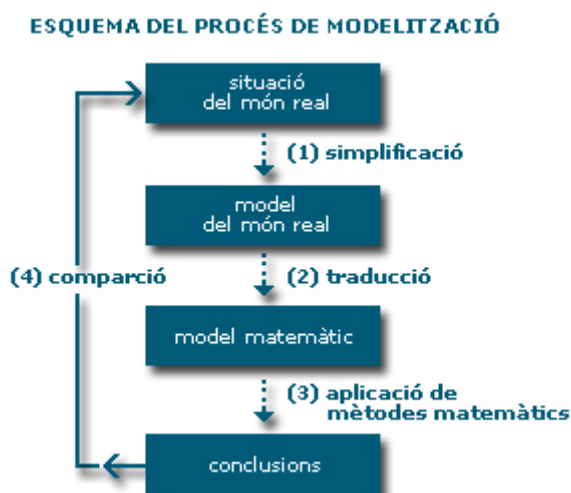 ESQUEMA DEL PROCÉS DE MODELITZACIÓ
situació
del món real
(1) simplificació
model
del món real
(4) comparció
(2) traducció
model matemàtic
(3) aplicació de
mètodes matemàtics
conclusions